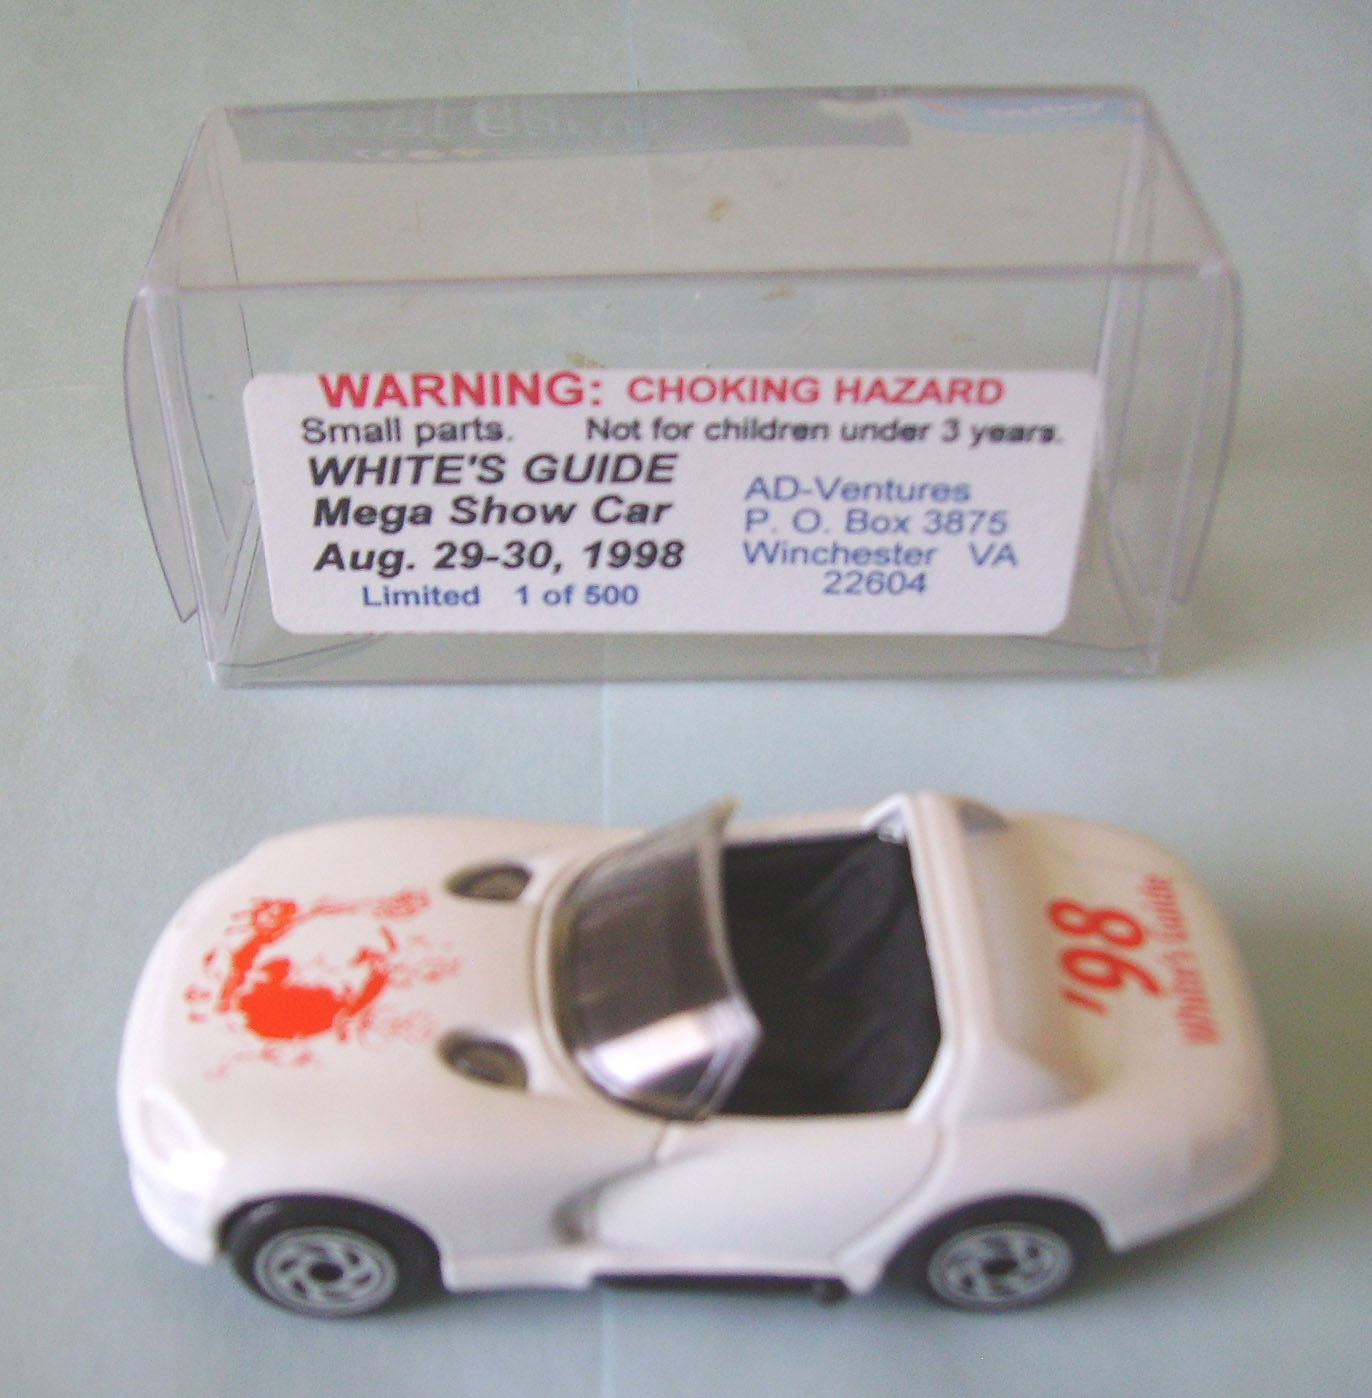 WARNING: CHOKING HAZARD
Small parts. Not for children under 3 years.
WHITE'S GUIDE
Mega Show Car
Aug. 29-30, 1998
Limited 1 of 500
AD-Ventures
P. O. Box 3875
Winchester VA
22604
'98
White's Guide